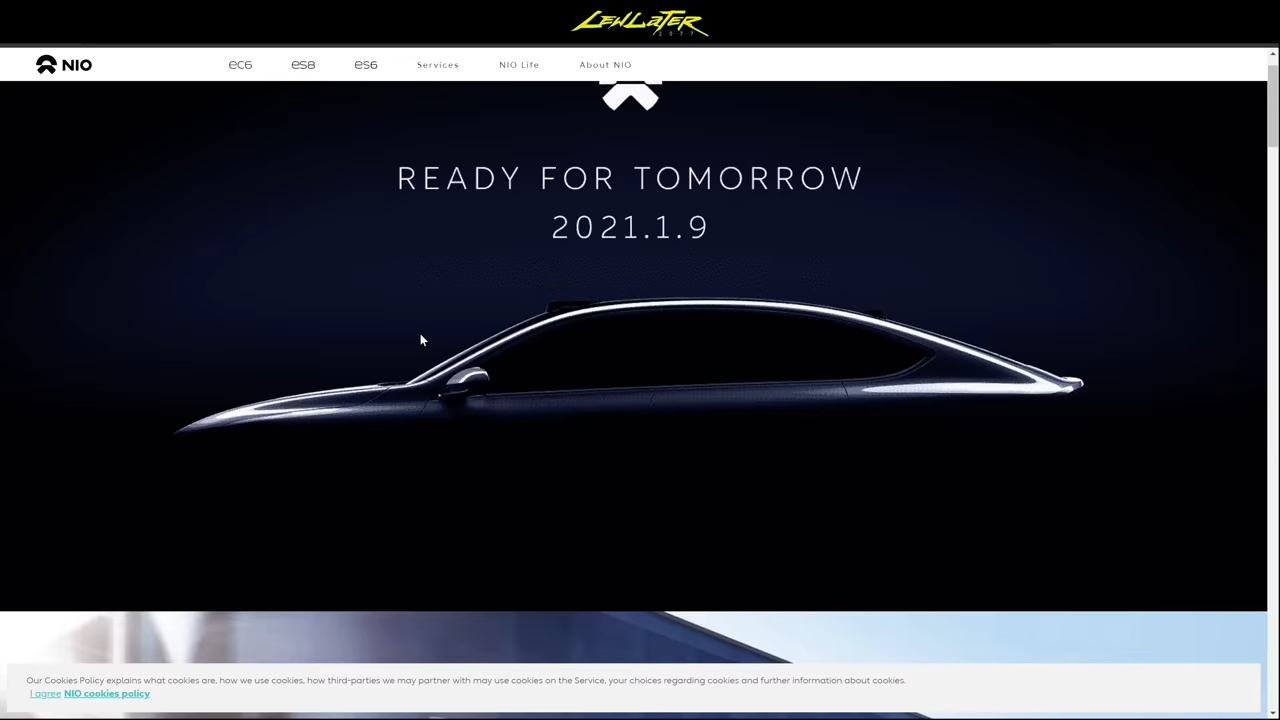 LEWLATER
2077
NIO
EC6
ES8
ES6
Services
NIO Life
About NIO
READY FOR TOMORROW
2021.1.9
Our Cookies Policy explains what cookies are, how we use cookies, how third-parties we may partner with may use cookies on the Service, your choices regarding cookies and further information about cookies.
I agree NIO cookies policy